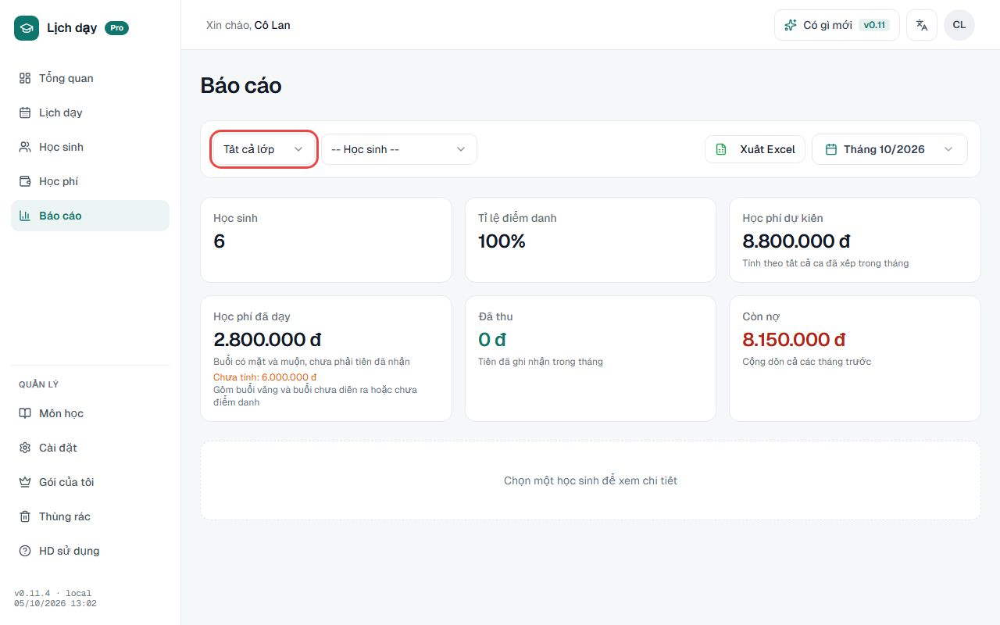 Lịch dạy Pro
Xin chào, Cô Lan
Có gì mới v0.11
CL
Tổng quan
Lịch dạy
Học sinh
Học phí
Báo cáo
QUẢN LÝ
Môn học
Cài đặt
Gói của tôi
Thùng rác
HD sử dụng
v0.11.4 · local
05/10/2026 13:02
Báo cáo
Tất cả lớp
-- Học sinh --
Xuất Excel
Tháng 10/2026
Học sinh
6
Tỉ lệ điểm danh
100%
Học phí dự kiến
8.800.000 đ
Tính theo tất cả ca đã xếp trong tháng
Học phí đã dạy
2.800.000 đ
Buổi có mặt và muộn, chưa phải tiền đã nhận
Chưa tính: 6.000.000 đ
Gồm buổi vắng và buổi chưa diễn ra hoặc chưa
điểm danh
Đã thu
0 đ
Tiền đã ghi nhận trong tháng
Còn nợ
8.150.000 đ
Cộng dồn cả các tháng trước
Chọn một học sinh để xem chi tiết